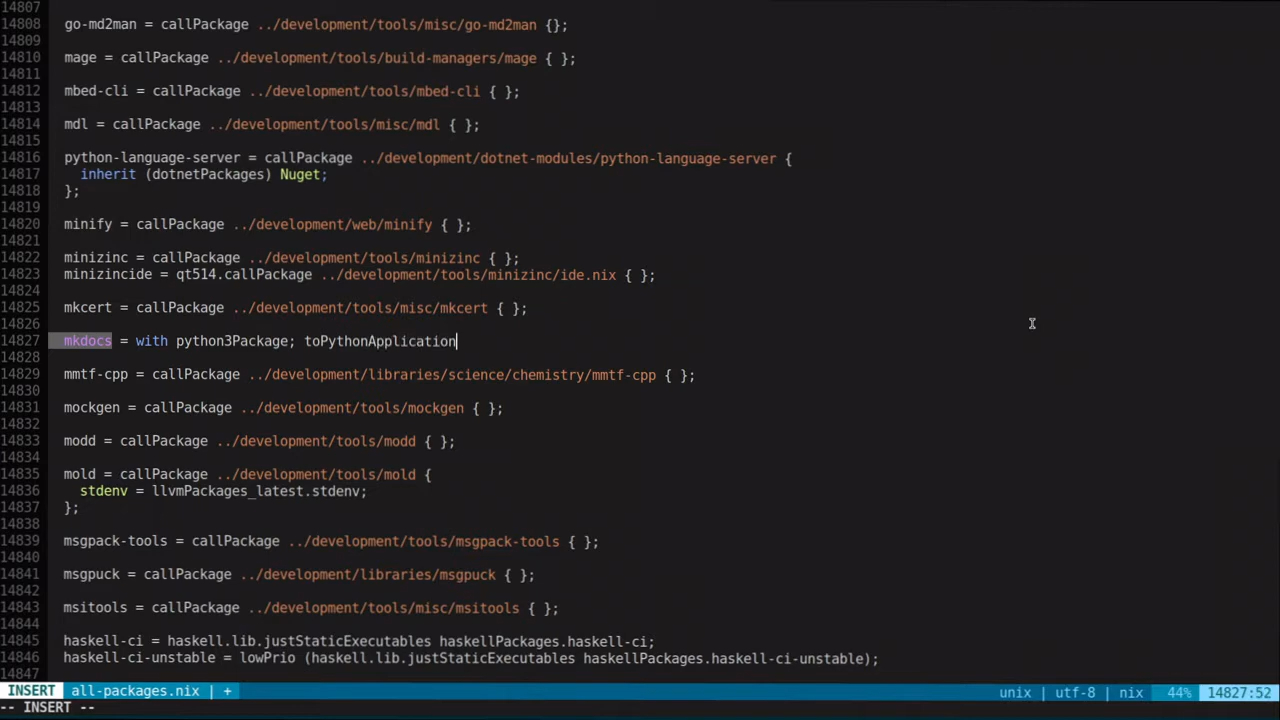 14807
14808 go-md2man = callPackage ../development/tools/misc/go-md2man {};
14809
14810 mage = callPackage ../development/tools/build-managers/mage { };
14811
14812 mbed-cli = callPackage ../development/tools/mbed-cli { };
14813
14814 mdl = callPackage ../development/tools/misc/mdl { };
14815
14816 python-language-server = callPackage ../development/dotnet-modules/python-language-server {
14817 inherit (dotnetPackages) Nuget;
14818 };
14819
14820 minify = callPackage ../development/web/minify { };
14821
14822 minizinc = callPackage ../development/tools/minizinc { };
14823 minizincide = qt514.callPackage ../development/tools/minizinc/ide.nix { };
14824
14825 mkcert = callPackage ../development/tools/misc/mkcert { };
14826
14827 mkdocs = with python3Package; toPythonApplication
14828
14829 mmtf-cpp = callPackage ../development/libraries/science/chemistry/mmtf-cpp { };
14830
14831 mockgen = callPackage ../development/tools/mockgen { };
14832
14833 modd = callPackage ../development/tools/modd { };
14834
14835 mold = callPackage ../development/tools/mold {
14836 stdenv = llvmPackages_latest.stdenv;
14837 };
14838
14839 msgpack-tools = callPackage ../development/tools/msgpack-tools { };
14840
14841 msgpuck = callPackage ../development/libraries/msgpuck { };
14842
14843 msitools = callPackage ../development/tools/misc/msitools { };
14844
14845 haskell-ci = haskell.lib.justStaticExecutables haskellPackages.haskell-ci;
14846 haskell-ci-unstable = lowPrio (haskell.lib.justStaticExecutables haskellPackages.haskell-ci-unstable);
14847
INSERT all-packages.nix | + unix | utf-8 | nix 44% 14827:52
-- INSERT --